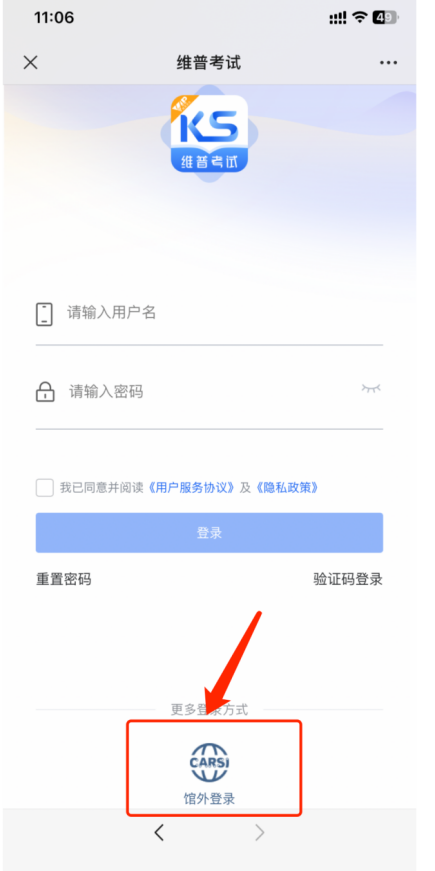 11:06
49
维普考试
VIP
KS
维普考试
请输入用户名
请输入密码
我已同意并阅读《用户服务协议》及《隐私政策》
登录
重置密码 验证码登录
更多登录方式
CARSI
馆外登录